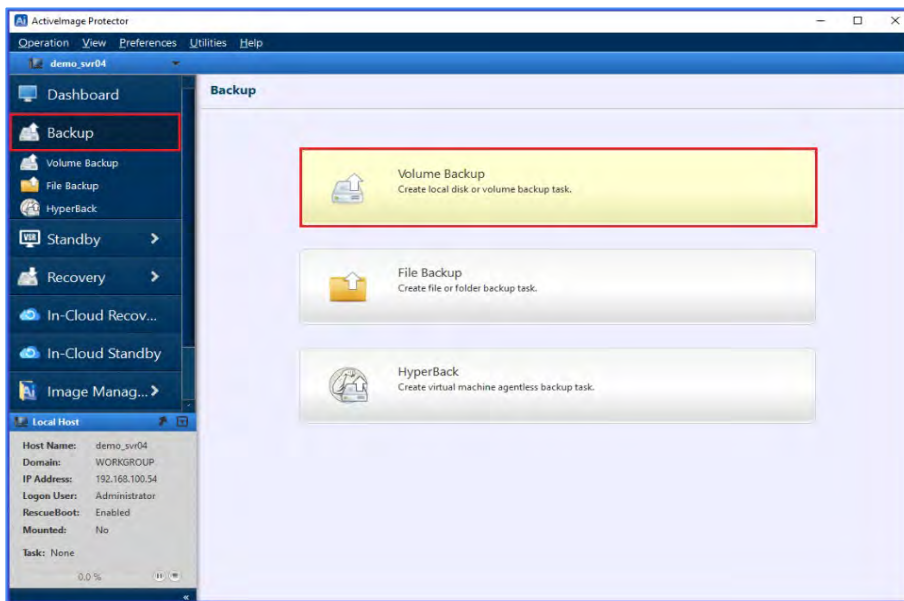 Ai ActiveImage Protector
Operation View Preferences Utilities Help
demo_svr04
Dashboard
Backup
Volume Backup
File Backup
HyperBack
VSB Standby
Recovery
In-Cloud Recov...
In-Cloud Standby
Ai Image Manag...
Local Host
Host Name: demo_svr04
Domain: WORKGROUP
IP Address: 192.168.100.54
Logon User: Administrator
RescueBoot: Enabled
Mounted: No
Task: None
0.0 %
Backup
Volume Backup
Create local disk or volume backup task.
File Backup
Create file or folder backup task.
HyperBack
Create virtual machine agentless backup task.